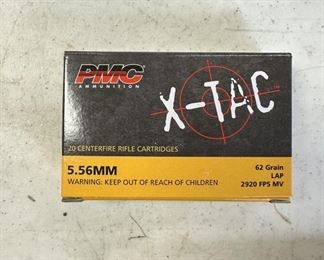 PMC
AMMUNITION
X-TAC
20 CENTERFIRE RIFLE CARTRIDGES
5.56MM
WARNING: KEEP OUT OF REACH OF CHILDREN
62 Grain
LAP
2920 FPS MV